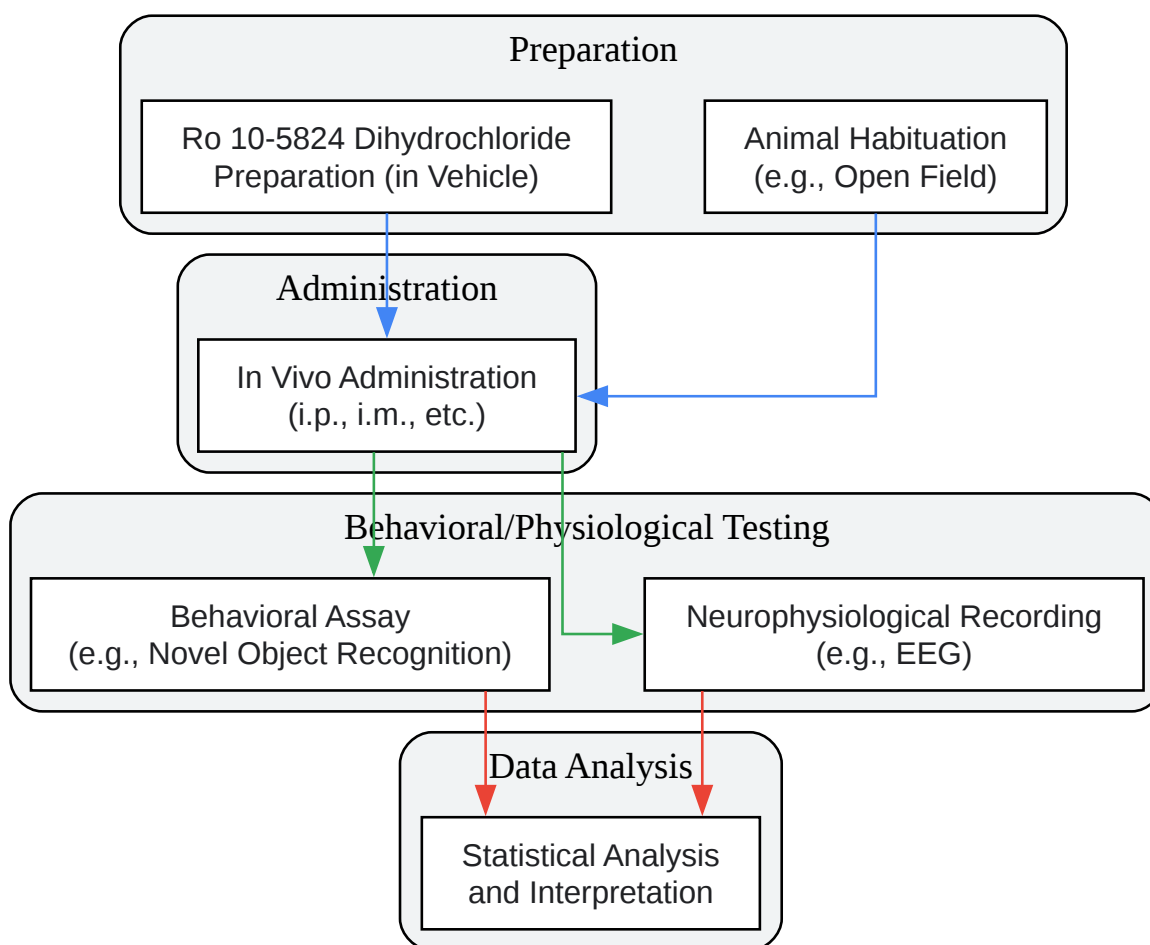 Preparation
Ro 10-5824 Dihydrochloride
Preparation (in Vehicle)
Animal Habituation
(e.g., Open Field)
Administration
In Vivo Administration
(i.p., i.m., etc.)
Behavioral/Physiological Testing
Behavioral Assay
(e.g., Novel Object Recognition)
Neurophysiological Recording
(e.g., EEG)
Data Analysis
Statistical Analysis
and Interpretation